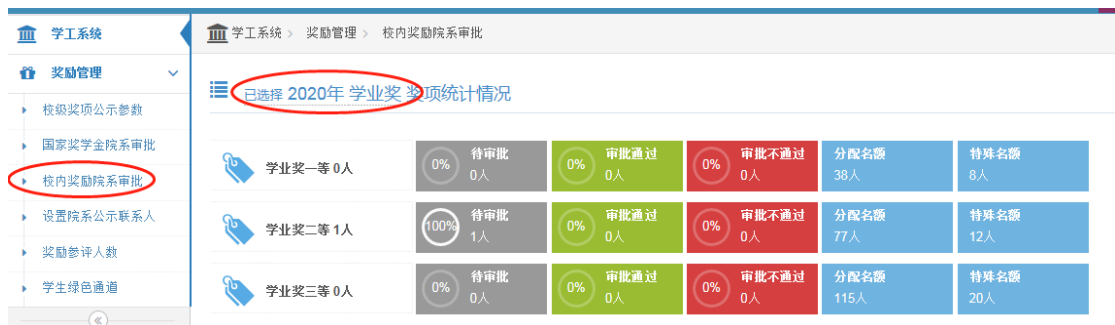 学工系统
奖励管理
校级奖项公示参数
国家奖学金院系审批
校内奖励院系审批
设置院系公示联系人
奖励参评人数
学生绿色通道
学工系统 > 奖励管理 > 校内奖励院系审批
已选择 2020年 学业奖 奖项统计情况
学业奖一等 0人
0%
待审批
0人
0%
审批通过
0人
0%
审批不通过
0人
分配名额
38人
特殊名额
8人
学业奖二等 1人
100%
待审批
1人
0%
审批通过
0人
0%
审批不通过
0人
分配名额
77人
特殊名额
12人
学业奖三等 0人
0%
待审批
0人
0%
审批通过
0人
0%
审批不通过
0人
分配名额
115人
特殊名额
20人